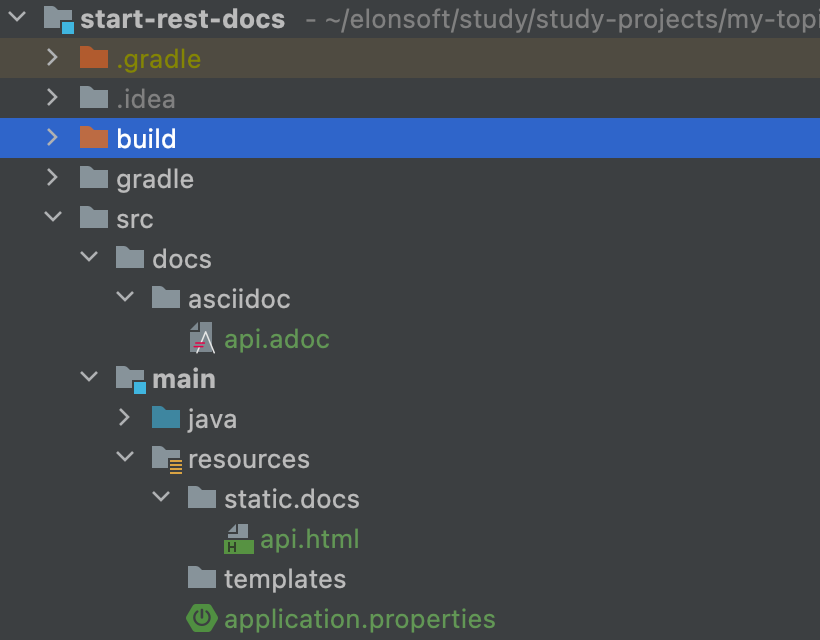 start-rest-docs - ~/elonsoft/study/study-projects/my-topi
.gradle
.idea
build
gradle
src
docs
asciidoc
api.adoc
main
java
resources
static.docs
H api.html
templates
application.properties